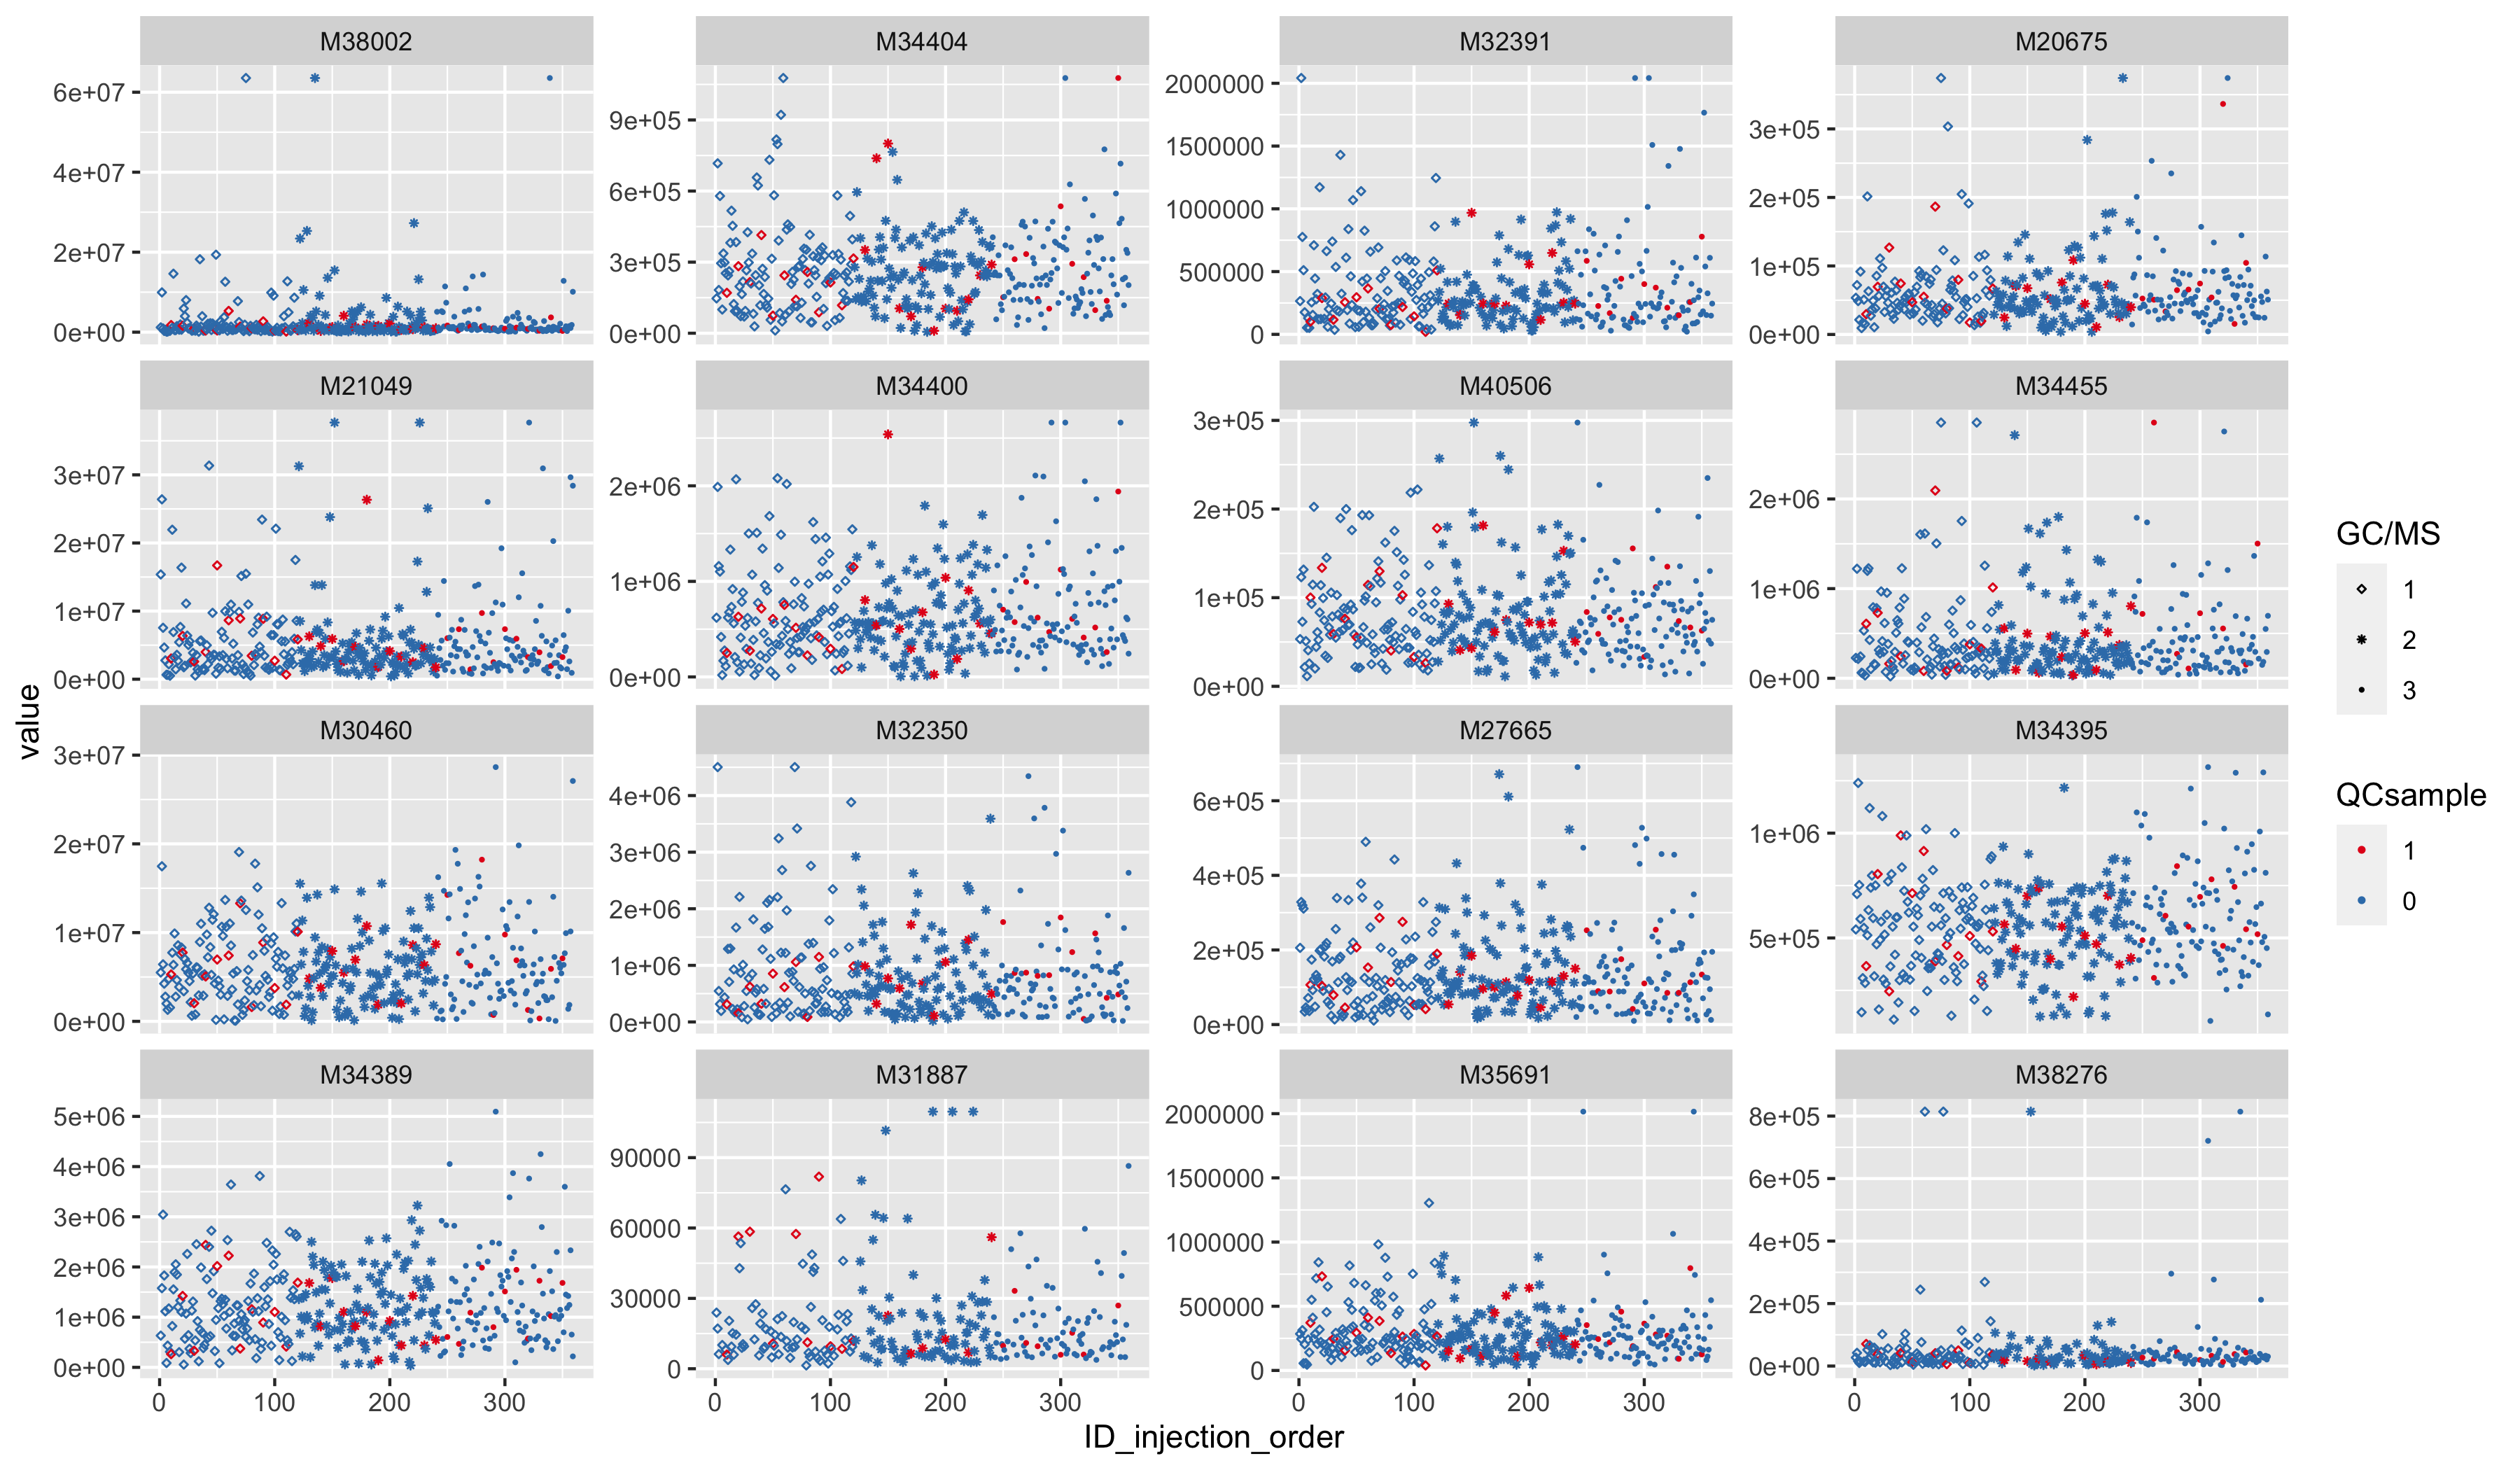 M38002 M34404 M32391 M20675
6e+07
4e+07
2e+07
0e+00
9e+05
6e+05
3e+05
0e+00
2000000
1500000
1000000
500000
0
3e+05
2e+05
1e+05
0e+00
M21049 M34400 M40506 M34455
3e+07
2e+07
1e+07
0e+00
2e+06
1e+06
0e+00
3e+05
2e+05
1e+05
0e+00
2e+06
1e+06
0e+00
M30460 M32350 M27665 M34395
3e+07
2e+07
1e+07
0e+00
4e+06
3e+06
2e+06
1e+06
0e+00
6e+05
4e+05
2e+05
0e+00
1e+06
5e+05
M34389 M31887 M35691 M38276
5e+06
4e+06
3e+06
2e+06
1e+06
0e+00
90000
60000
30000
0
2000000
1500000
1000000
500000
0
8e+05
6e+05
4e+05
2e+05
0e+00
0 100 200 300 0 100 200 300 0 100 200 300 0 100 200 300
ID_injection_order
value
GC/MS
1
2
3
QCsample
1
0